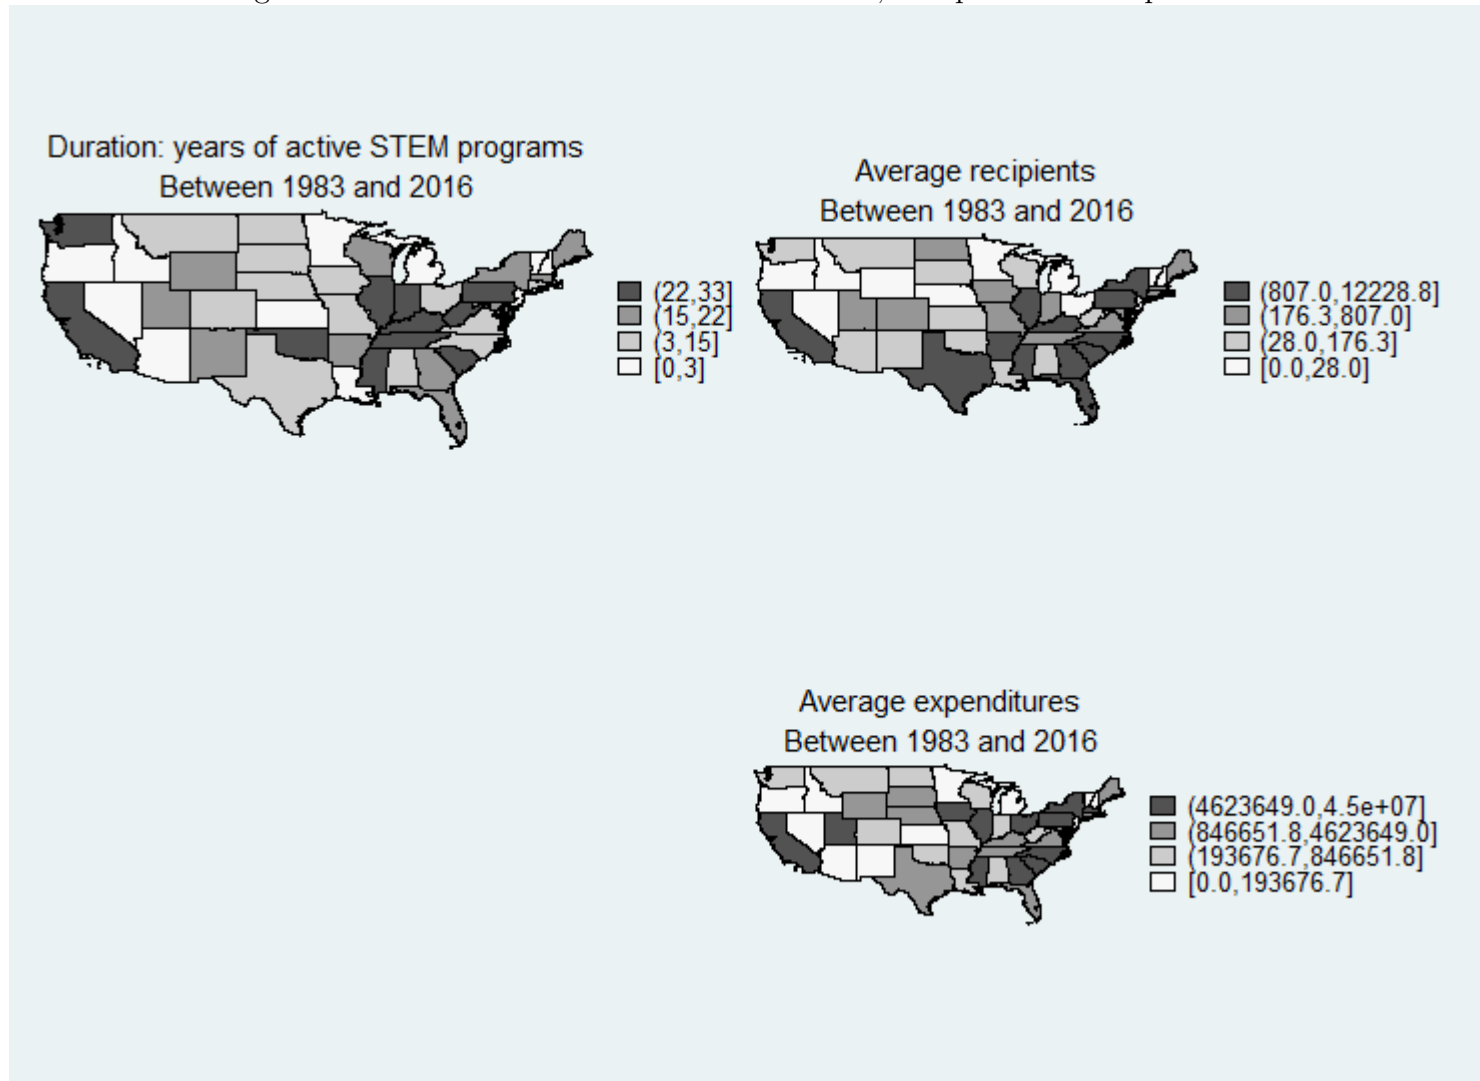 Duration: years of active STEM programs
Between 1983 and 2016
(22,33]
(15,22]
(3,15]
[0,3]
Average recipients
Between 1983 and 2016
(807.0,12228.8]
(176.3,807.0]
(28.0,176.3]
[0.0,28.0]
Average expenditures
Between 1983 and 2016
(4623649.0,4.5e+07]
(846651.8,4623649.0]
(193676.7,846651.8]
[0.0,193676.7]